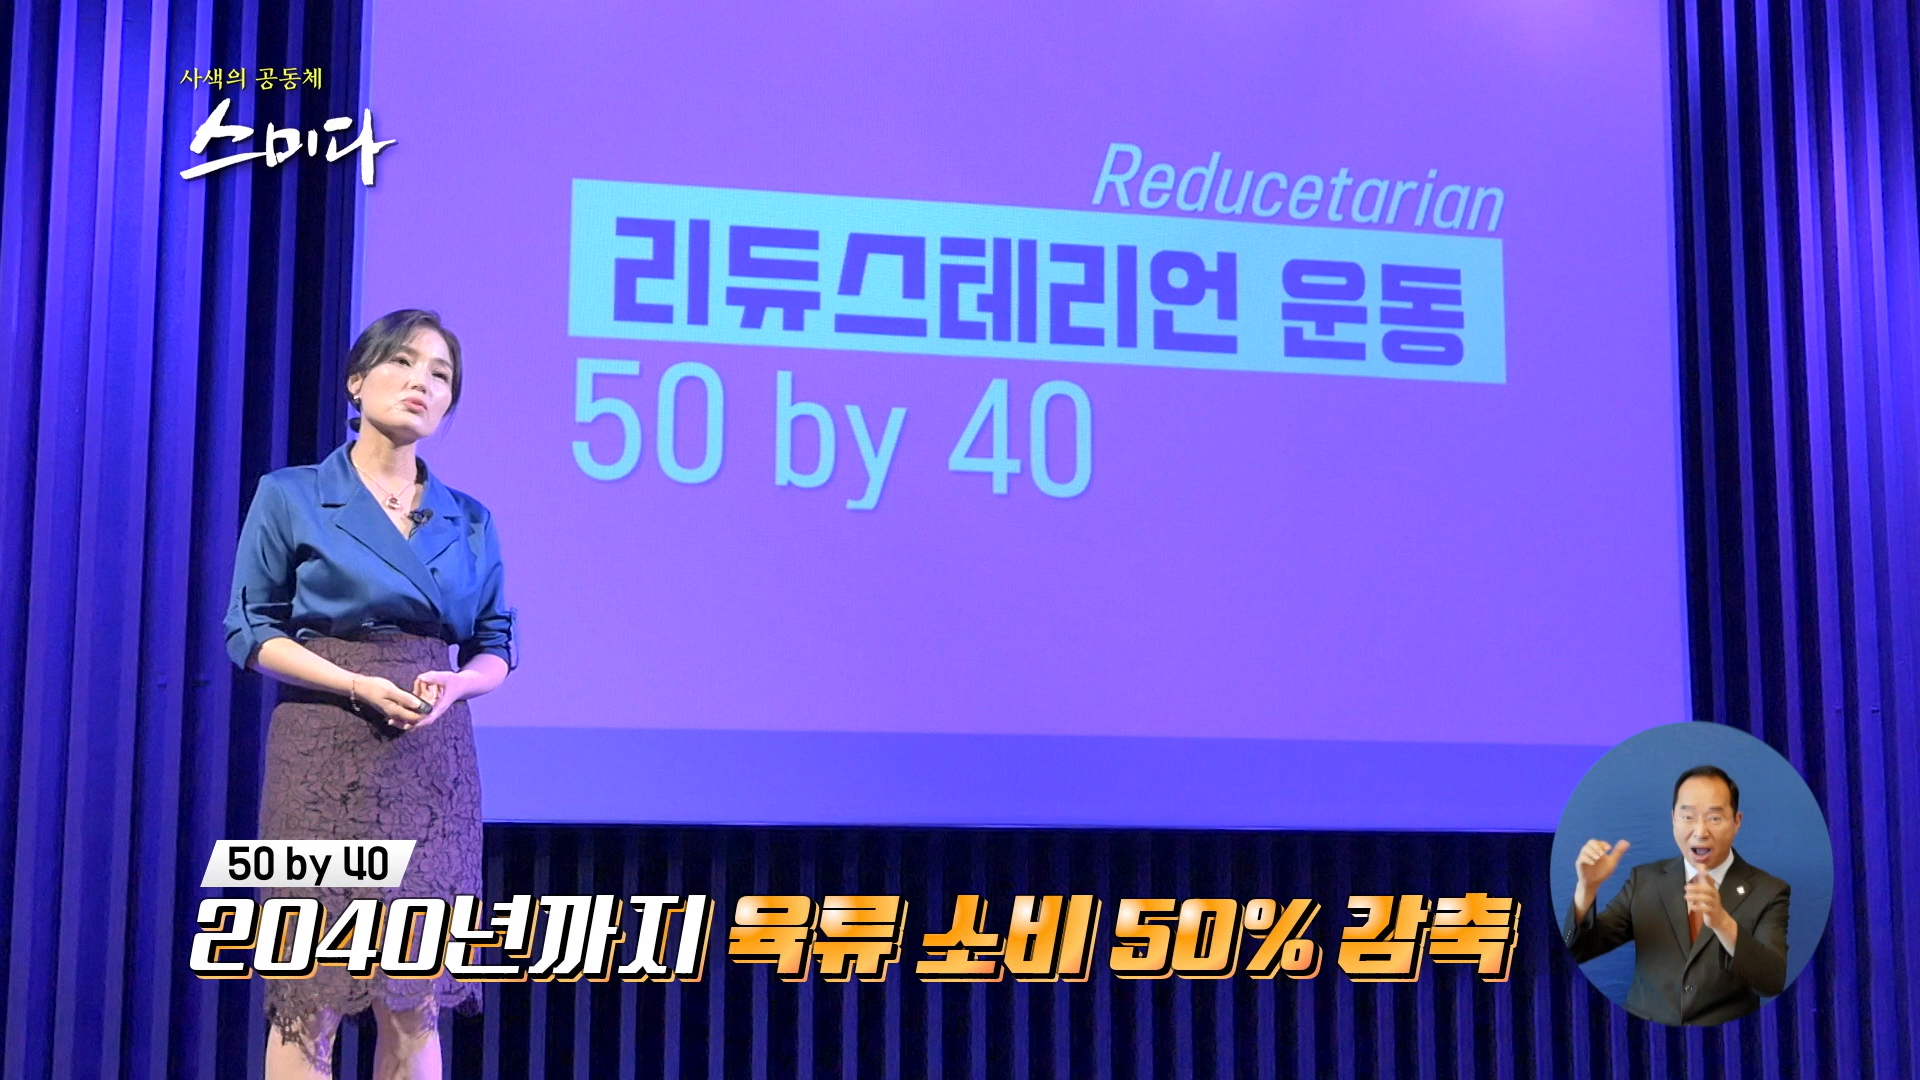 사색의 공동체
스미다
Reducetarian
리듀스테리언 운동
50 by 40
50 by 40
2040년까지 육류 소비 50% 감축